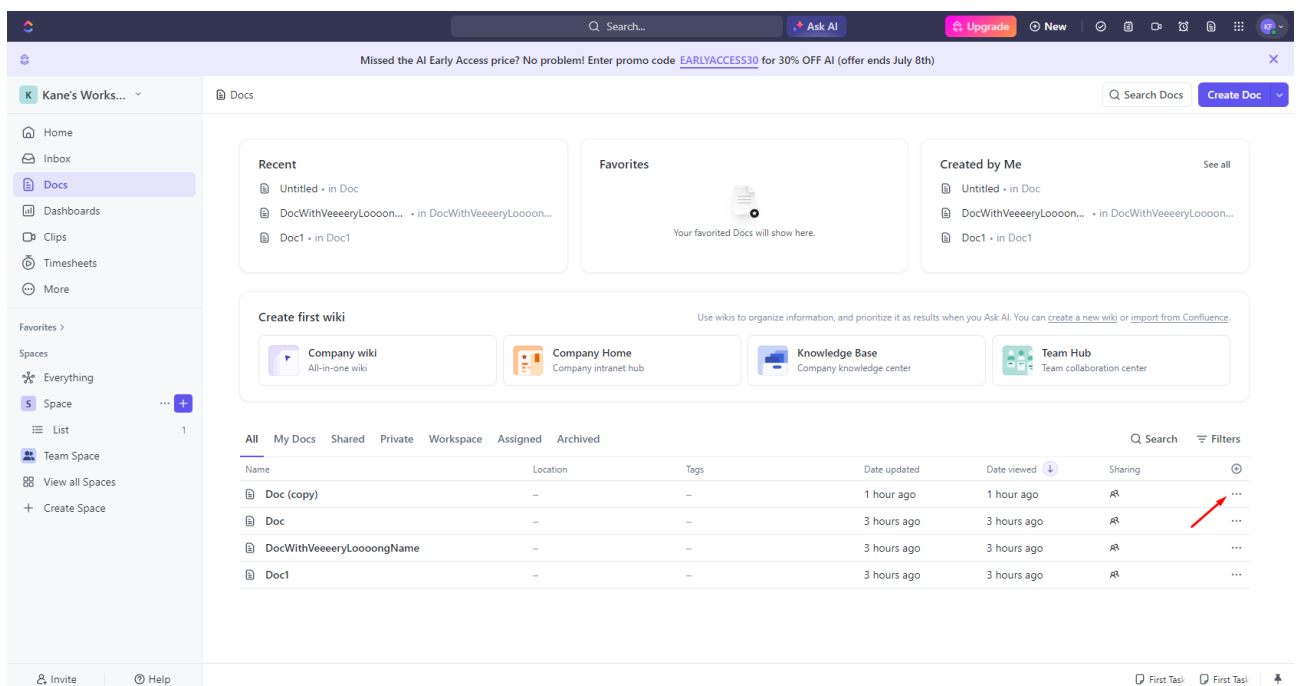 Search...
Ask AI
Upgrade
New
KF
Missed the AI Early Access price? No problem! Enter promo code EARLYACCESS30 for 30% OFF AI (offer ends July 8th)
K Kane's Works...
Docs
Search Docs
Create Doc
Home
Inbox
Docs
Dashboards
Clips
Timesheets
More
Favorites >
Spaces
Everything
S Space ... +
List 1
Team Space
View all Spaces
+ Create Space
Recent
Untitled • in Doc
DocWithVeeeeryLoooon... • in DocWithVeeeeryLoooon...
Doc1 • in Doc1
Favorites
Your favorited Docs will show here.
Created by Me
See all
Untitled • in Doc
DocWithVeeeeryLoooon... • in DocWithVeeeeryLoooon...
Doc1 • in Doc1
Create first wiki
Use wikis to organize information, and prioritize it as results when you Ask AI. You can create a new wiki or import from Confluence.
Company wiki
All-in-one wiki
Company Home
Company intranet hub
Knowledge Base
Company knowledge center
Team Hub
Team collaboration center
All My Docs Shared Private Workspace Assigned Archived
Search Filters
Name Location Tags Date updated Date viewed Sharing
Doc (copy) – – 1 hour ago 1 hour ago ...
Doc – – 3 hours ago 3 hours ago ...
DocWithVeeeeryLoooongName – – 3 hours ago 3 hours ago ...
Doc1 – – 3 hours ago 3 hours ago ...
Invite
Help
First Task
First Task